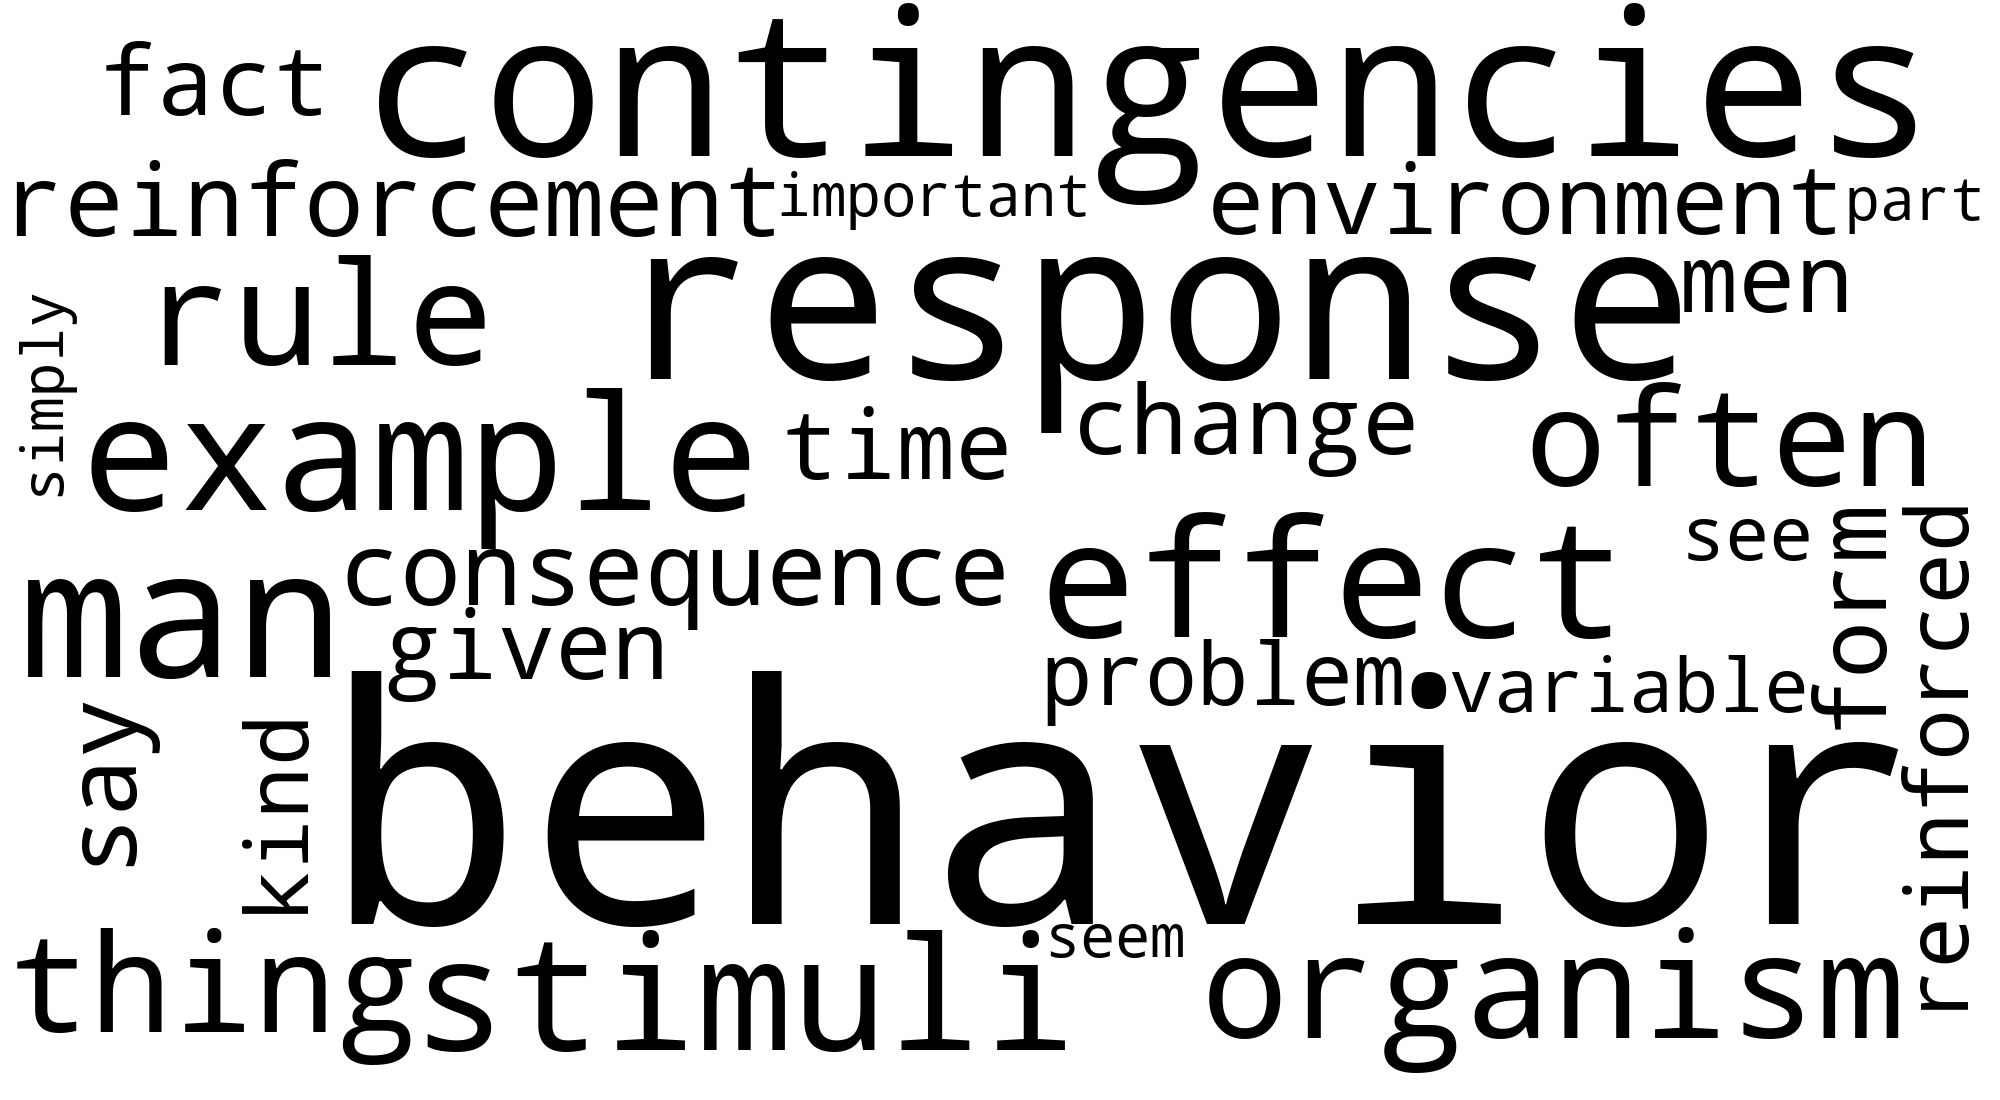 fact contingencies
reinforcement important environment part
rule response men
simply
example time change often
man consequence effect see
form
reinforced
given problem variable
say
kind
behavior
thing stimuli seem organism